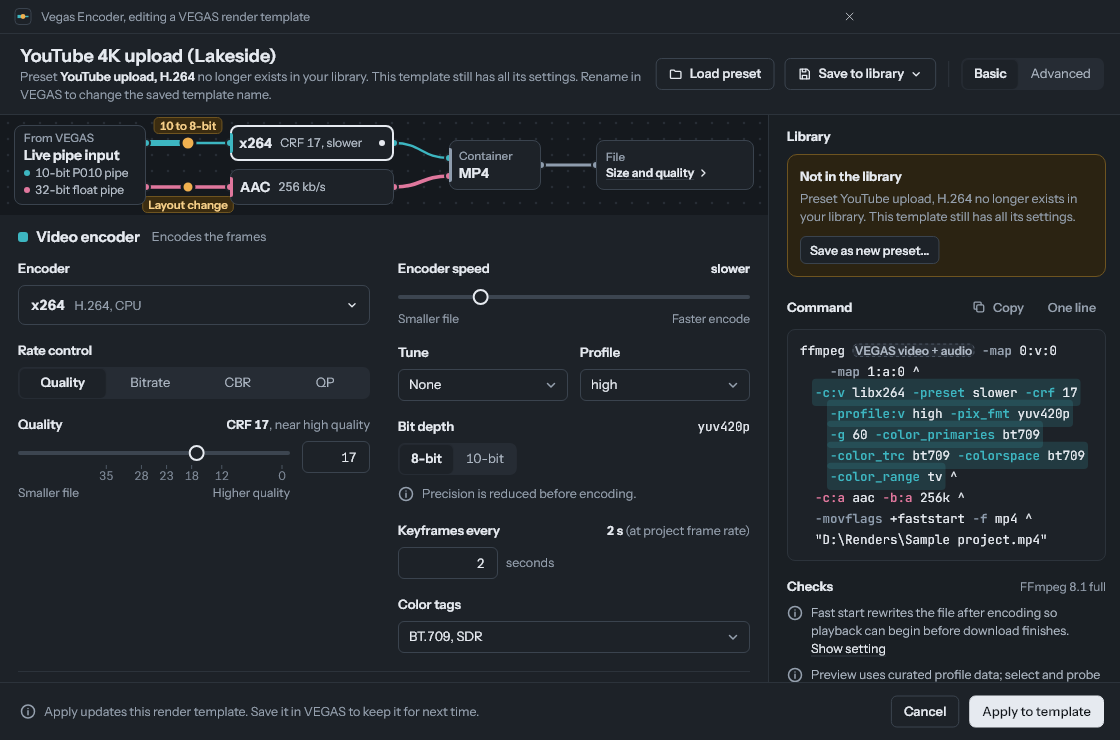 Vegas Encoder, editing a VEGAS render template
YouTube 4K upload (Lakeside)
Preset YouTube upload, H.264 no longer exists in your library. This template still has all its settings. Rename in
VEGAS to change the saved template name.
Load preset
Save to library
Basic
Advanced
10 to 8-bit
From VEGAS
Live pipe input
10-bit P010 pipe
32-bit float pipe
x264 CRF 17, slower
AAC 256 kb/s
Layout change
Container
MP4
File
Size and quality
Video encoder Encodes the frames
Encoder
x264 H.264, CPU
Rate control
Quality
Bitrate
CBR
QP
Quality
CRF 17, near high quality
17
35 28 23 18 12 0
Smaller file
Higher quality
Encoder speed
slower
Smaller file
Faster encode
Tune
None
Profile
high
Bit depth
yuv420p
8-bit
10-bit
Precision is reduced before encoding.
Keyframes every
2 s (at project frame rate)
2
seconds
Color tags
BT.709, SDR
Library
Not in the library
Preset YouTube upload, H.264 no longer exists in
your library. This template still has all its settings.
Save as new preset...
Command
Copy
One line
ffmpeg VEGAS video + audio -map 0:v:0
-map 1:a:0 ^
-c:v libx264 -preset slower -crf 17
-profile:v high -pix_fmt yuv420p
-g 60 -color_primaries bt709
-color_trc bt709 -colorspace bt709
-color_range tv ^
-c:a aac -b:a 256k ^
-movflags +faststart -f mp4 ^
"D:\Renders\Sample project.mp4"
Checks
FFmpeg 8.1 full
Fast start rewrites the file after encoding so
playback can begin before download finishes.
Show setting
Preview uses curated profile data; select and probe
Apply updates this render template. Save it in VEGAS to keep it for next time.
Cancel
Apply to template